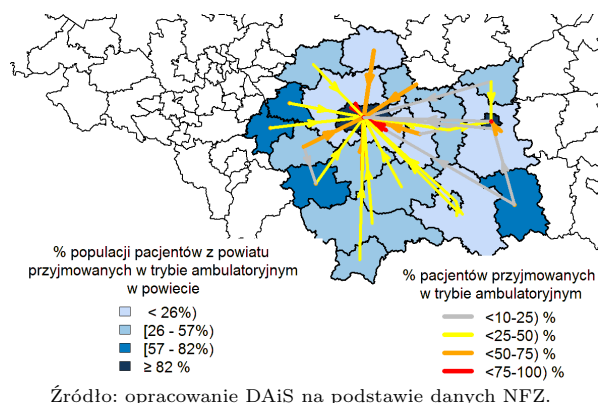 % populacji pacjentów z powiatu
przyjmowanych w trybie ambulatoryjnym
w powiecie
< 26%)
[26 - 57%)
[57 - 82%)
≥ 82 %
% pacjentów przyjmowanych
w trybie ambulatoryjnym
<10-25) %
<25-50) %
<50-75) %
<75-100) %
Źródło: opracowanie DAiS na podstawie danych NFZ.